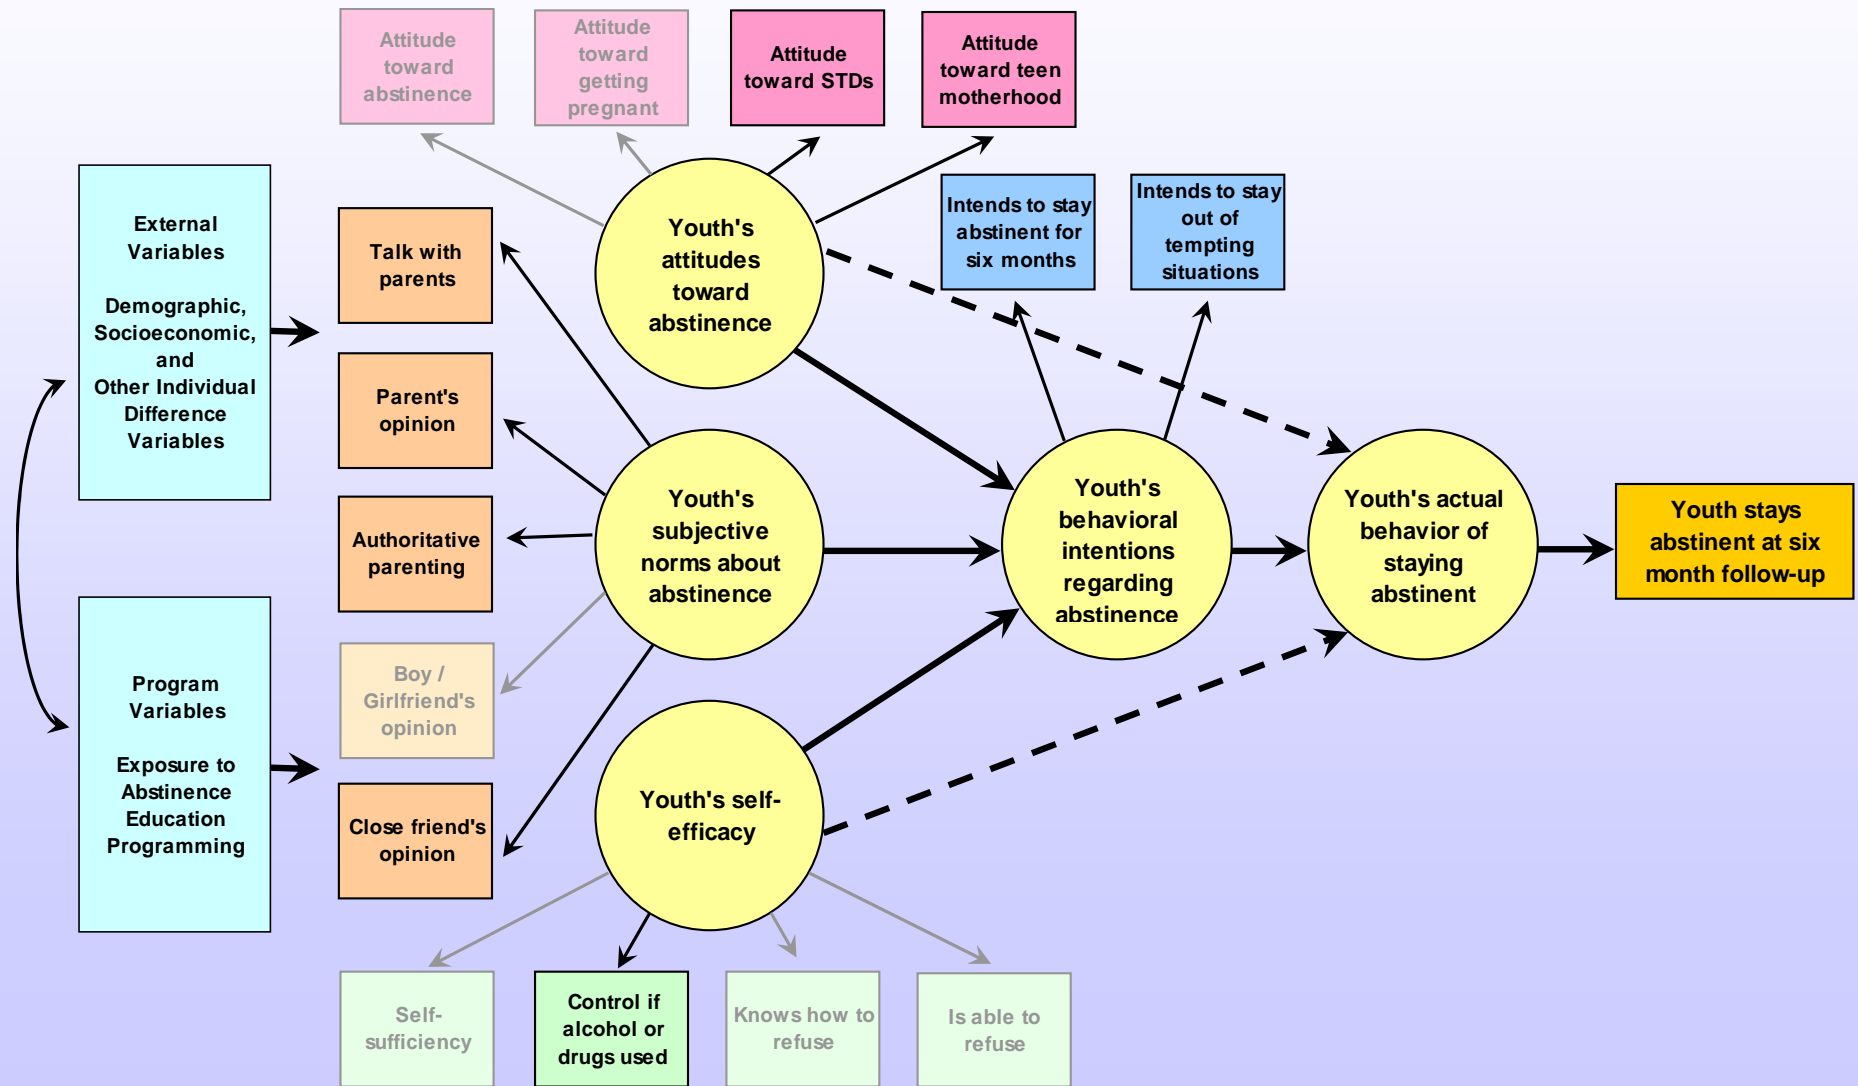 Attitude
toward
abstinence
Attitude
toward
getting
pregnant
Attitude
toward STDs
Attitude
toward teen
motherhood
External
Variables
Demographic,
Socioeconomic,
and
Other Individual
Difference
Variables
Talk with
parents
Youth's
attitudes
toward
abstinence
Intends to stay
abstinent for
six months
Intends to stay
out of
tempting
situations
Parent's
opinion
Authoritative
parenting
Youth's
subjective
norms about
abstinence
Youth's
behavioral
intentions
regarding
abstinence
Youth's actual
behavior of
staying
abstinent
Youth stays
abstinent at six
month follow-up
Program
Variables
Exposure to
Abstinence
Education
Programming
Boy /
Girlfriend's
opinion
Close friend's
opinion
Youth's self-
efficacy
Self-
sufficiency
Control if
alcohol or
drugs used
Knows how to
refuse
Is able to
refuse